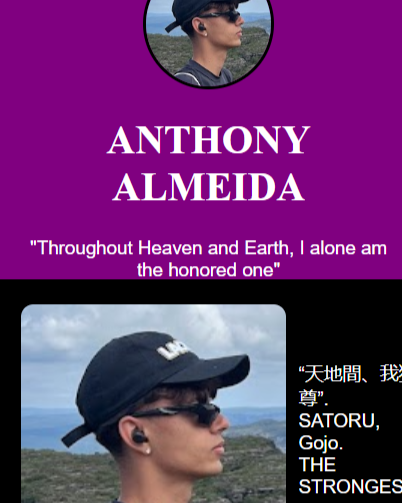 ANTHONY
ALMEIDA
"Throughout Heaven and Earth, I alone am
the honored one"
“天地間、我
尊”.
SATORU,
Gojo.
THE
STRONGES